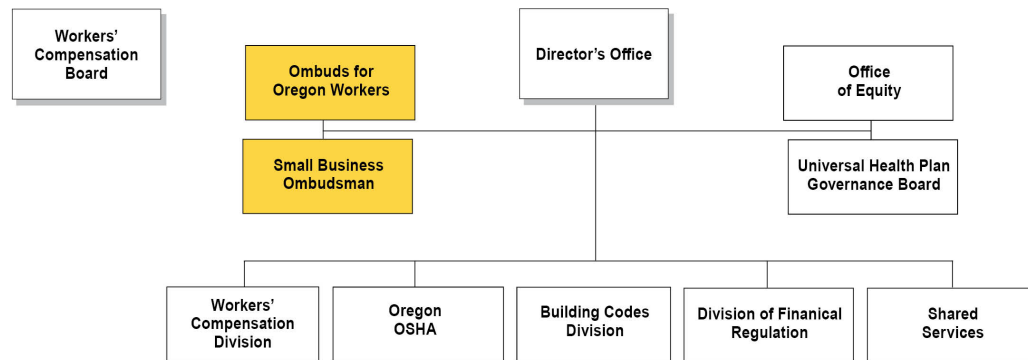 Workers'
Compensation
Board
Ombuds for
Oregon Workers
Director's Office
Office
of Equity
Small Business
Ombudsman
Universal Health Plan
Governance Board
Workers'
Compensation
Division
Oregon
OSHA
Building Codes
Division
Division of Finanical
Regulation
Shared
Services